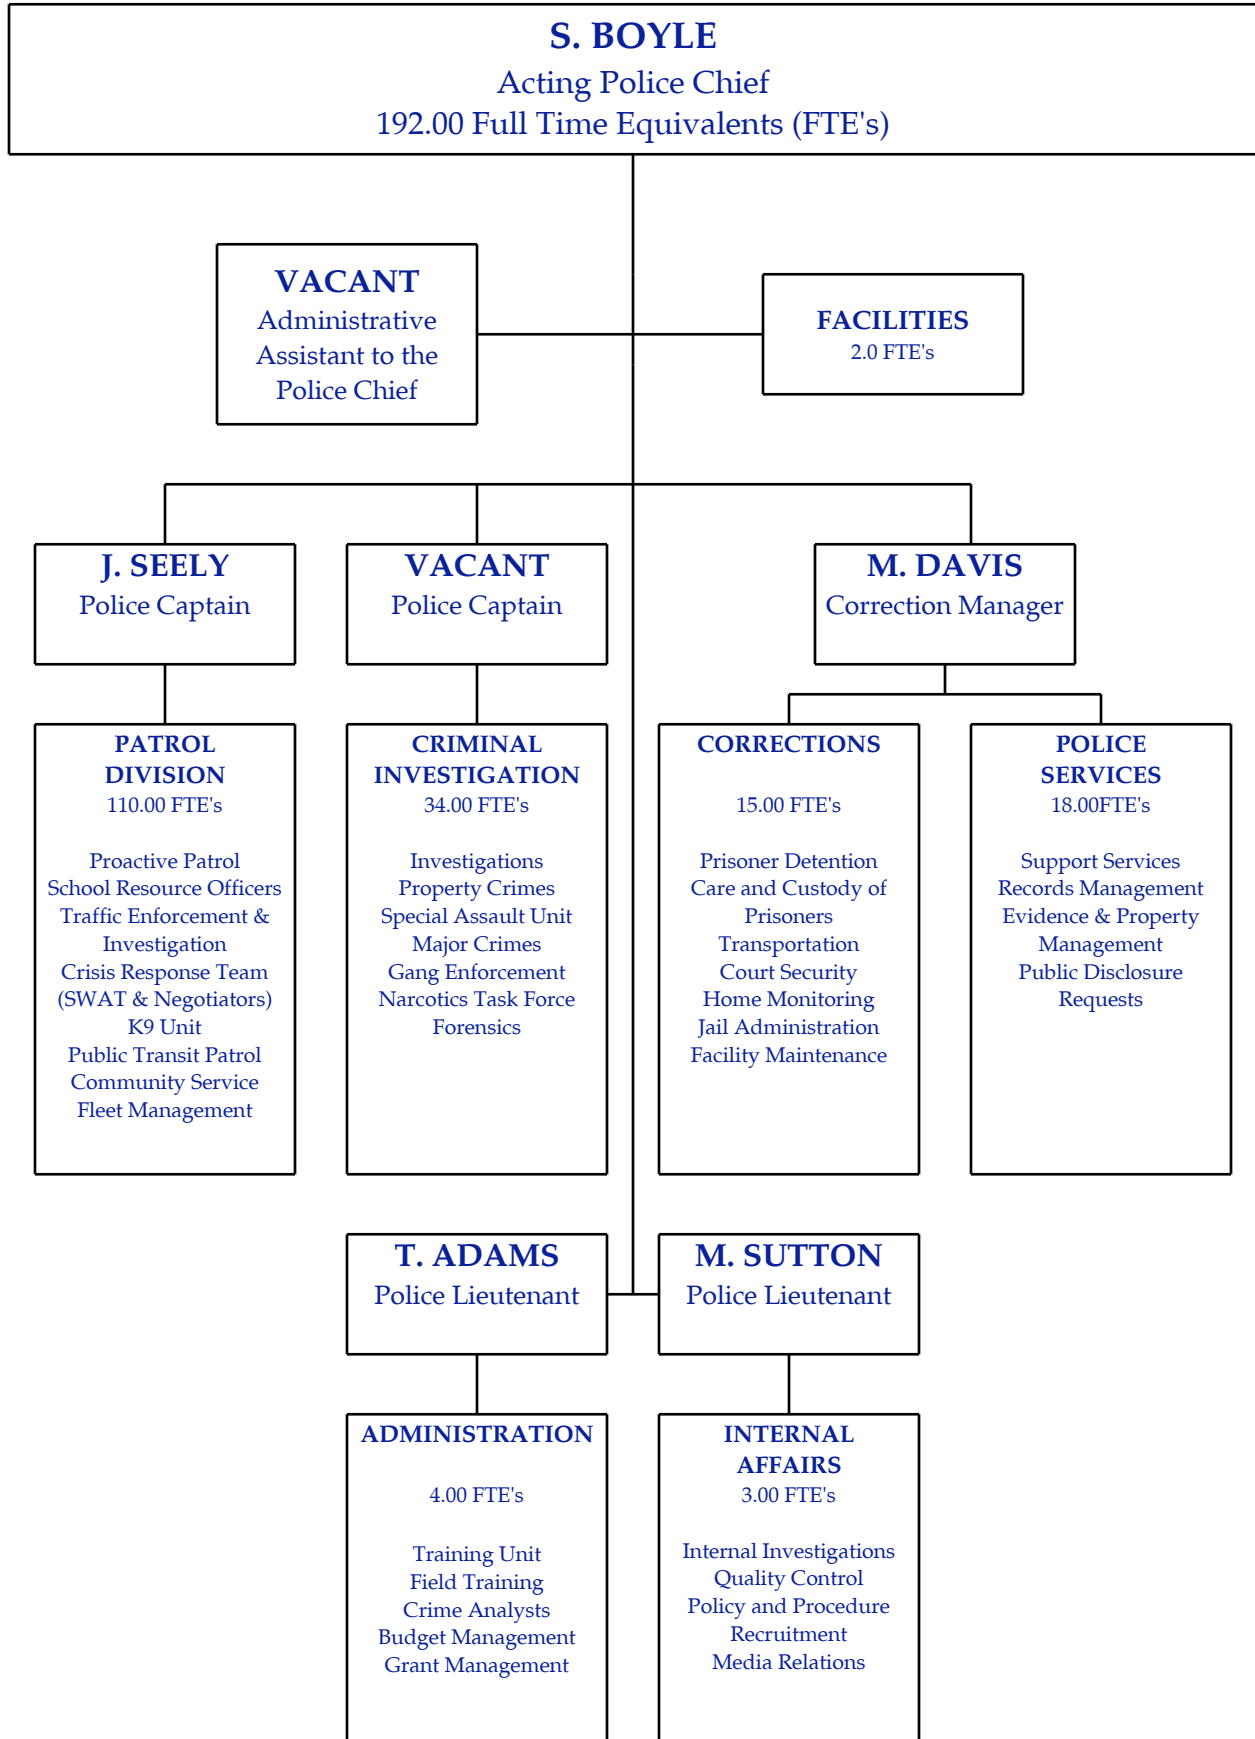 S. BOYLE
Acting Police Chief
192.00 Full Time Equivalents (FTE's)
VACANT
Administrative
Assistant to the
Police Chief
FACILITIES
2.0 FTE's
J. SEELY
Police Captain
VACANT
Police Captain
M. DAVIS
Correction Manager
PATROL
DIVISION
110.00 FTE's
Proactive Patrol
School Resource Officers
Traffic Enforcement &
Investigation
Crisis Response Team
(SWAT & Negotiators)
K9 Unit
Public Transit Patrol
Community Service
Fleet Management
CRIMINAL
INVESTIGATION
34.00 FTE's
Investigations
Property Crimes
Special Assault Unit
Major Crimes
Gang Enforcement
Narcotics Task Force
Forensics
CORRECTIONS
15.00 FTE's
Prisoner Detention
Care and Custody of
Prisoners
Transportation
Court Security
Home Monitoring
Jail Administration
Facility Maintenance
POLICE
SERVICES
18.00FTE's
Support Services
Records Management
Evidence & Property
Management
Public Disclosure
Requests
T. ADAMS
Police Lieutenant
M. SUTTON
Police Lieutenant
ADMINISTRATION
4.00 FTE's
Training Unit
Field Training
Crime Analysts
Budget Management
Grant Management
INTERNAL
AFFAIRS
3.00 FTE's
Internal Investigations
Quality Control
Policy and Procedure
Recruitment
Media Relations